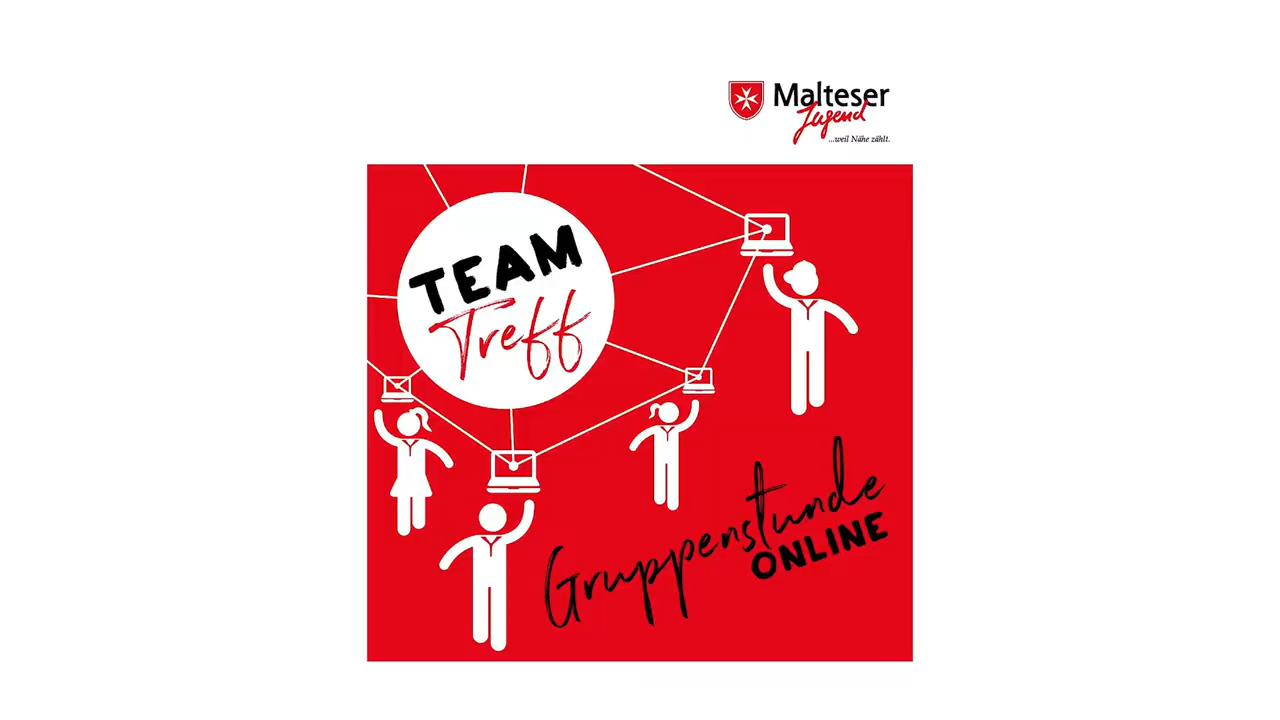 Malteser
Jugend
...weil Nähe zählt.
TEAM
Treff
Gruppenstunde
ONLINE